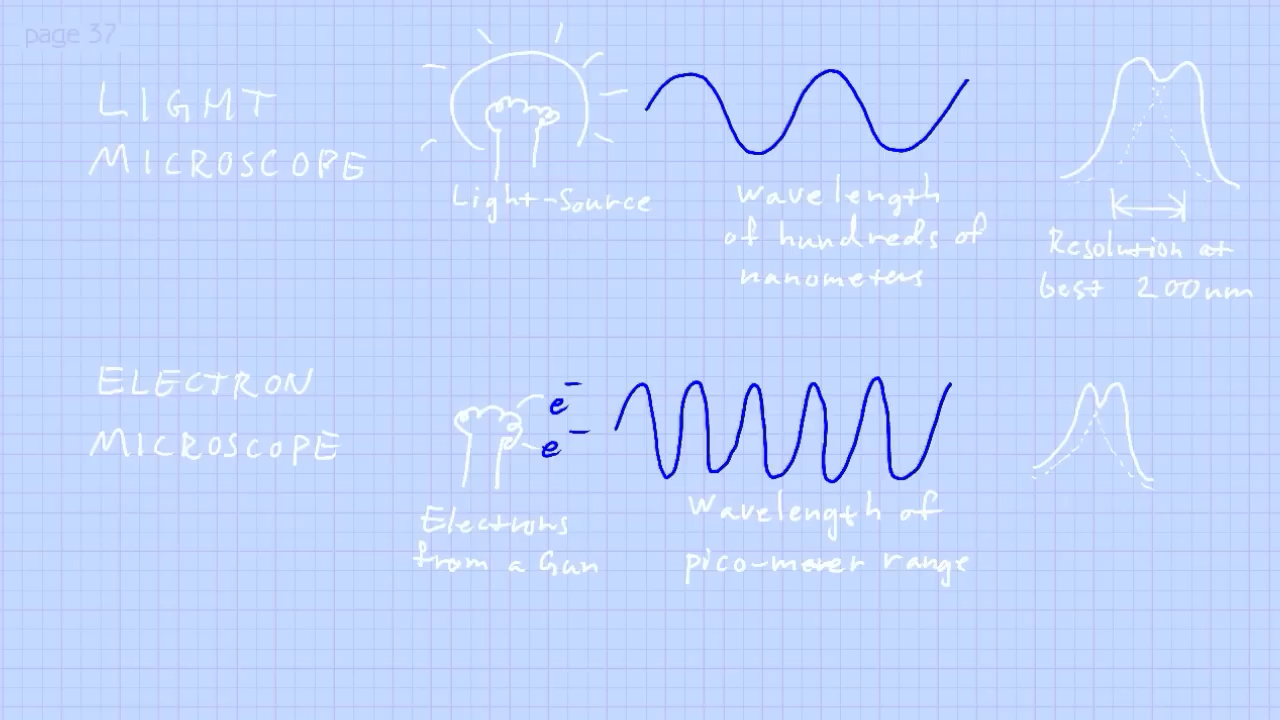 page 37
LIGHT
MICROSCOPE
Light-Source
Wavelength
of hundreds of
nanometers
Resolution at
best 200nm
ELECTRON
MICROSCOPE
e⁻
e⁻
Electrons
from a Gun
Wavelength of
pico-meter range